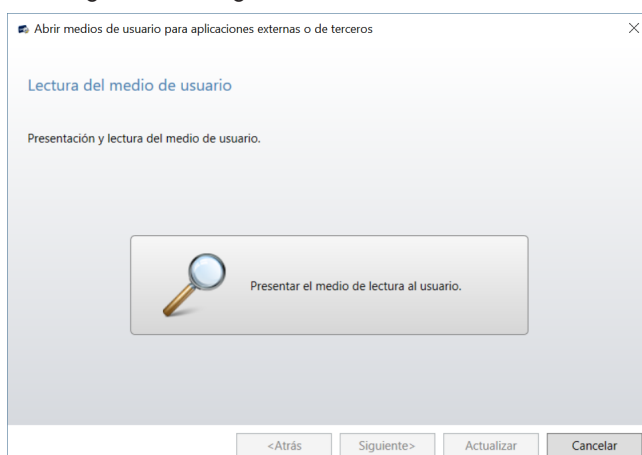 Abrir medios de usuario para aplicaciones externas o de terceros
Lectura del medio de usuario
Presentación y lectura del medio de usuario.
Presentar el medio de lectura al usuario.
<Atrás Siguiente> Actualizar Cancelar